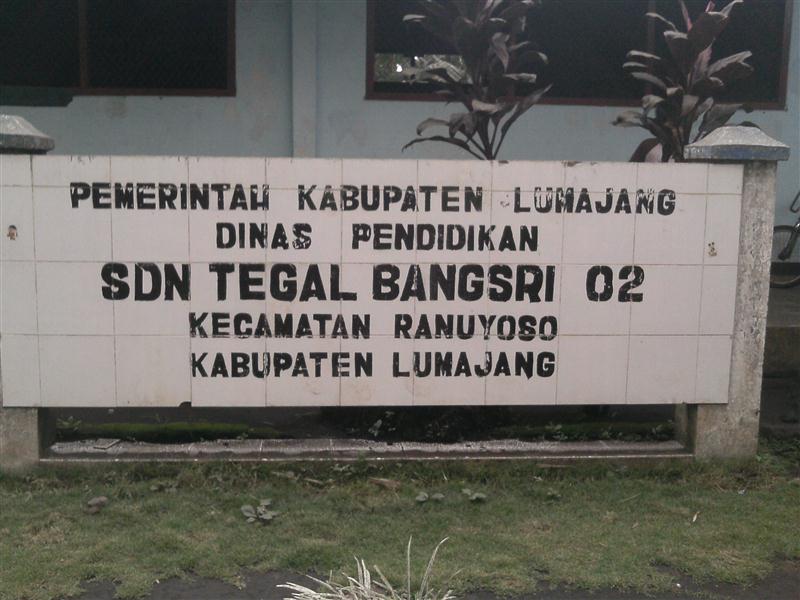 PEMERINTAH KABUPATEN LUMAJANG
DINAS PENDIDIKAN
SDN TEGAL BANGSRI 02
KECAMATAN RANUYOSO
KABUPATEN LUMAJANG